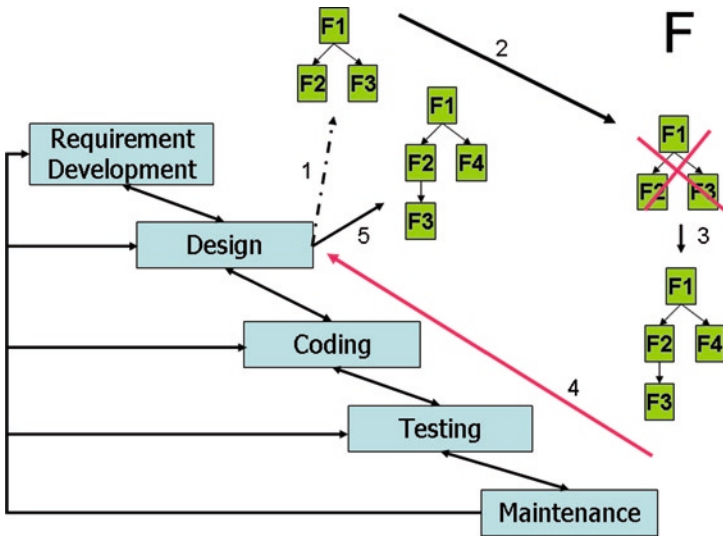 F1
F2 F3
2
F
F1
F2 F4
F3
F1
F2 F3
Requirement
Development
1
5
3
Design
F1
F2 F4
F3
Coding
4
Testing
Maintenance